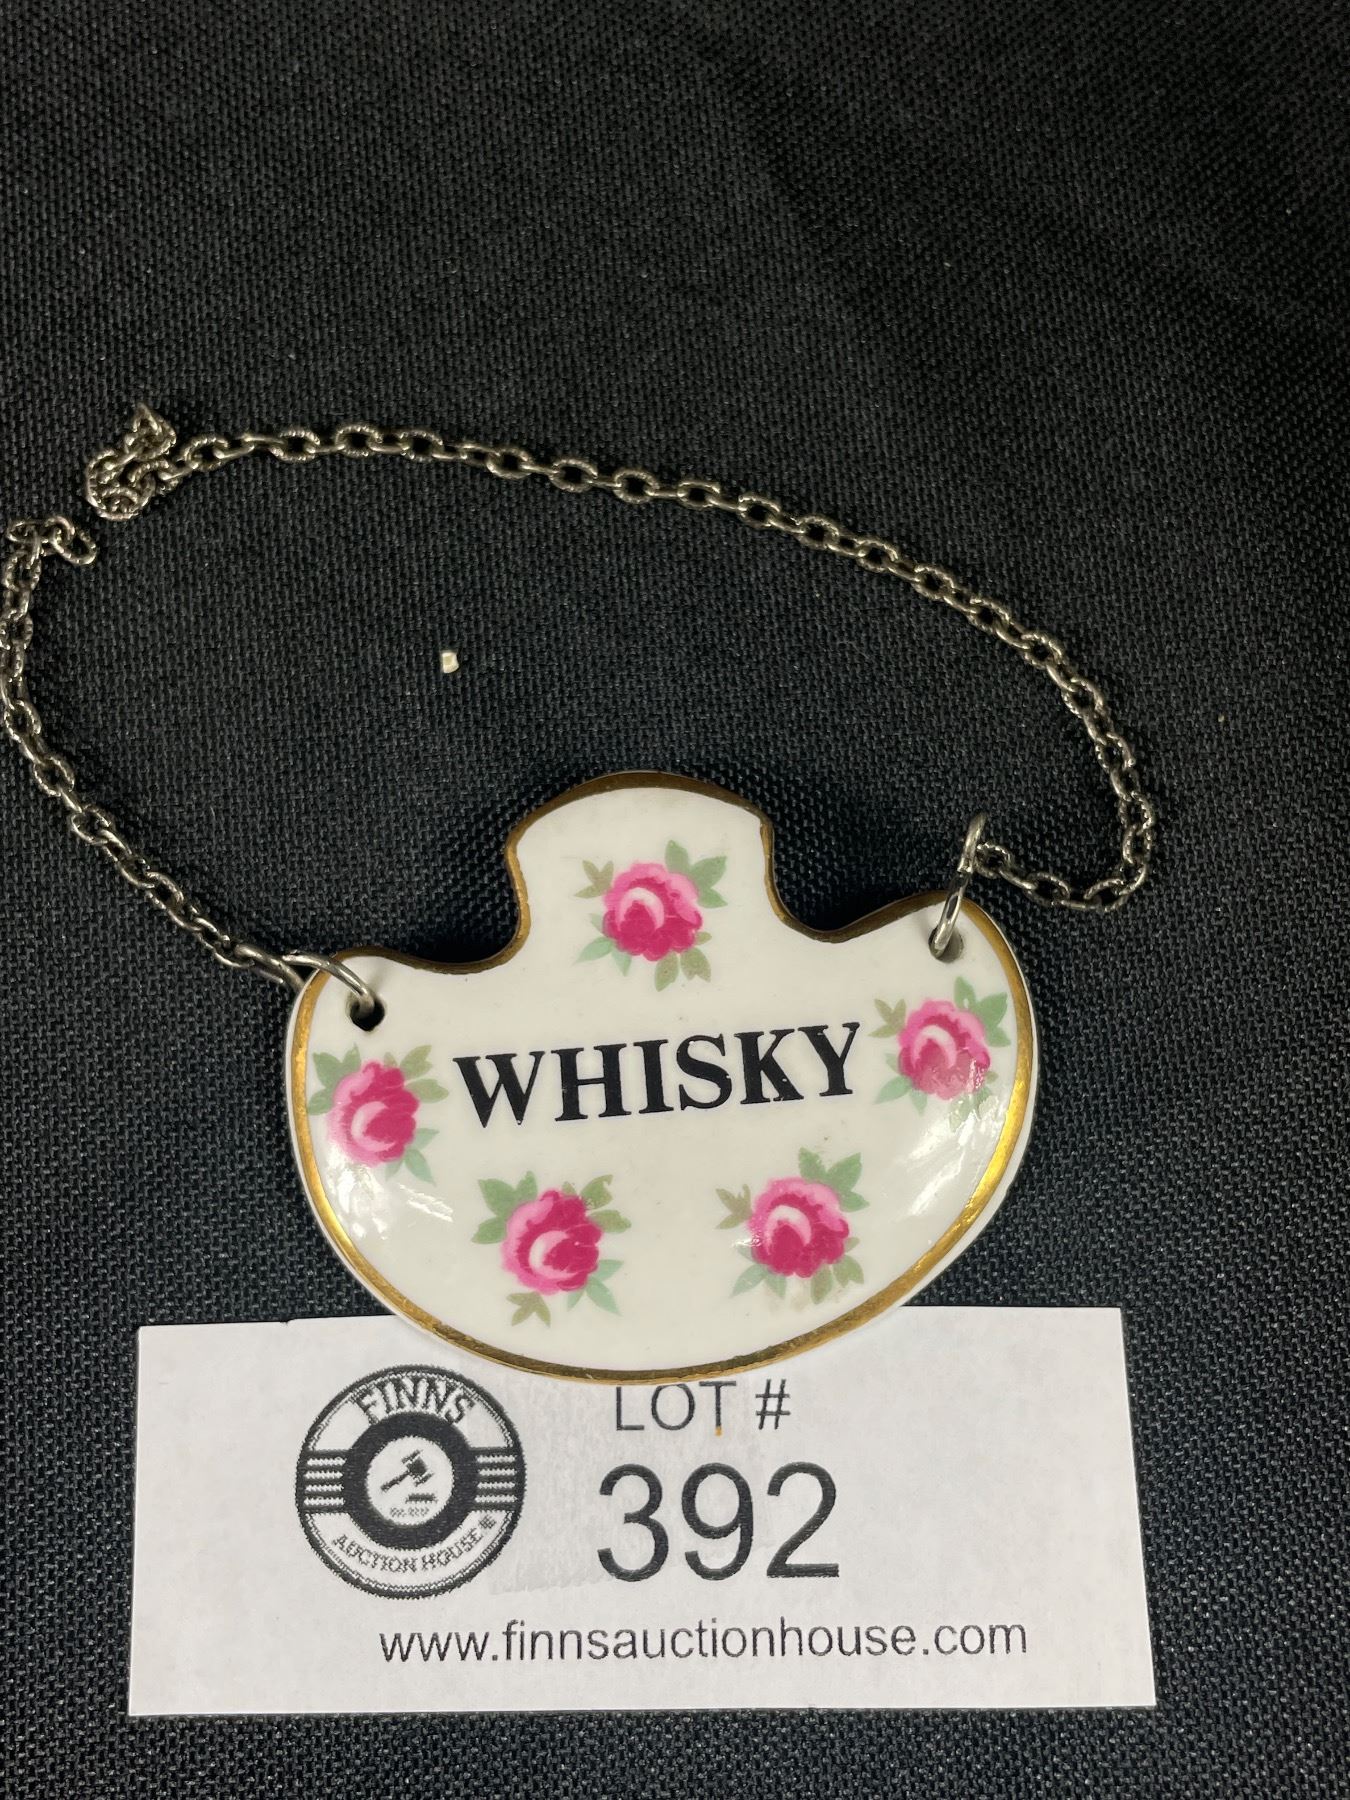 WHISKY
FINNS
AUCTION HOUSE
LOT #
392
www.finnsauctionhouse.com